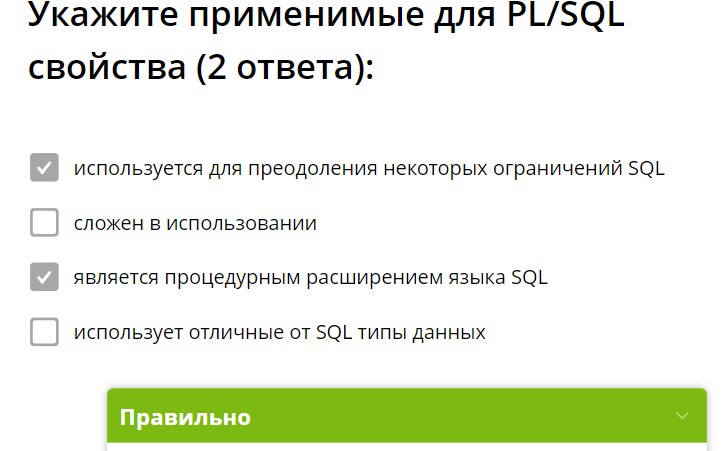 Укажите применимые для PL/SQL
свойства (2 ответа):
используется для преодоления некоторых ограничений SQL
сложен в использовании
является процедурным расширением языка SQL
использует отличные от SQL типы данных
Правильно